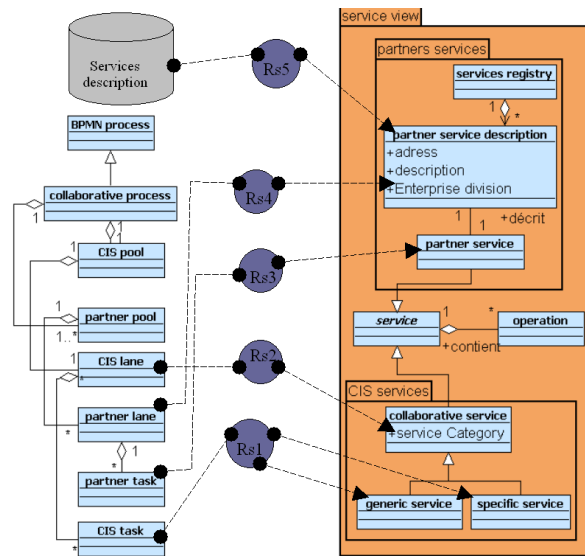 service view
partners services
Services
description
Rs5
services registry
1
*
BPMN process
partner service description
+adress
+description
+Enterprise division
collaborative process
Rs4
1
1
1
1
1
1
+décrit
CIS pool
partner service
Rs3
1
partner pool
1..*
service
1
*
operation
+contient
1
CIS lane
*
Rs2
CIS services
partner lane
collaborative service
+service Category
*
1
*
Rs1
partner task
generic service
specific service
CIS task
*